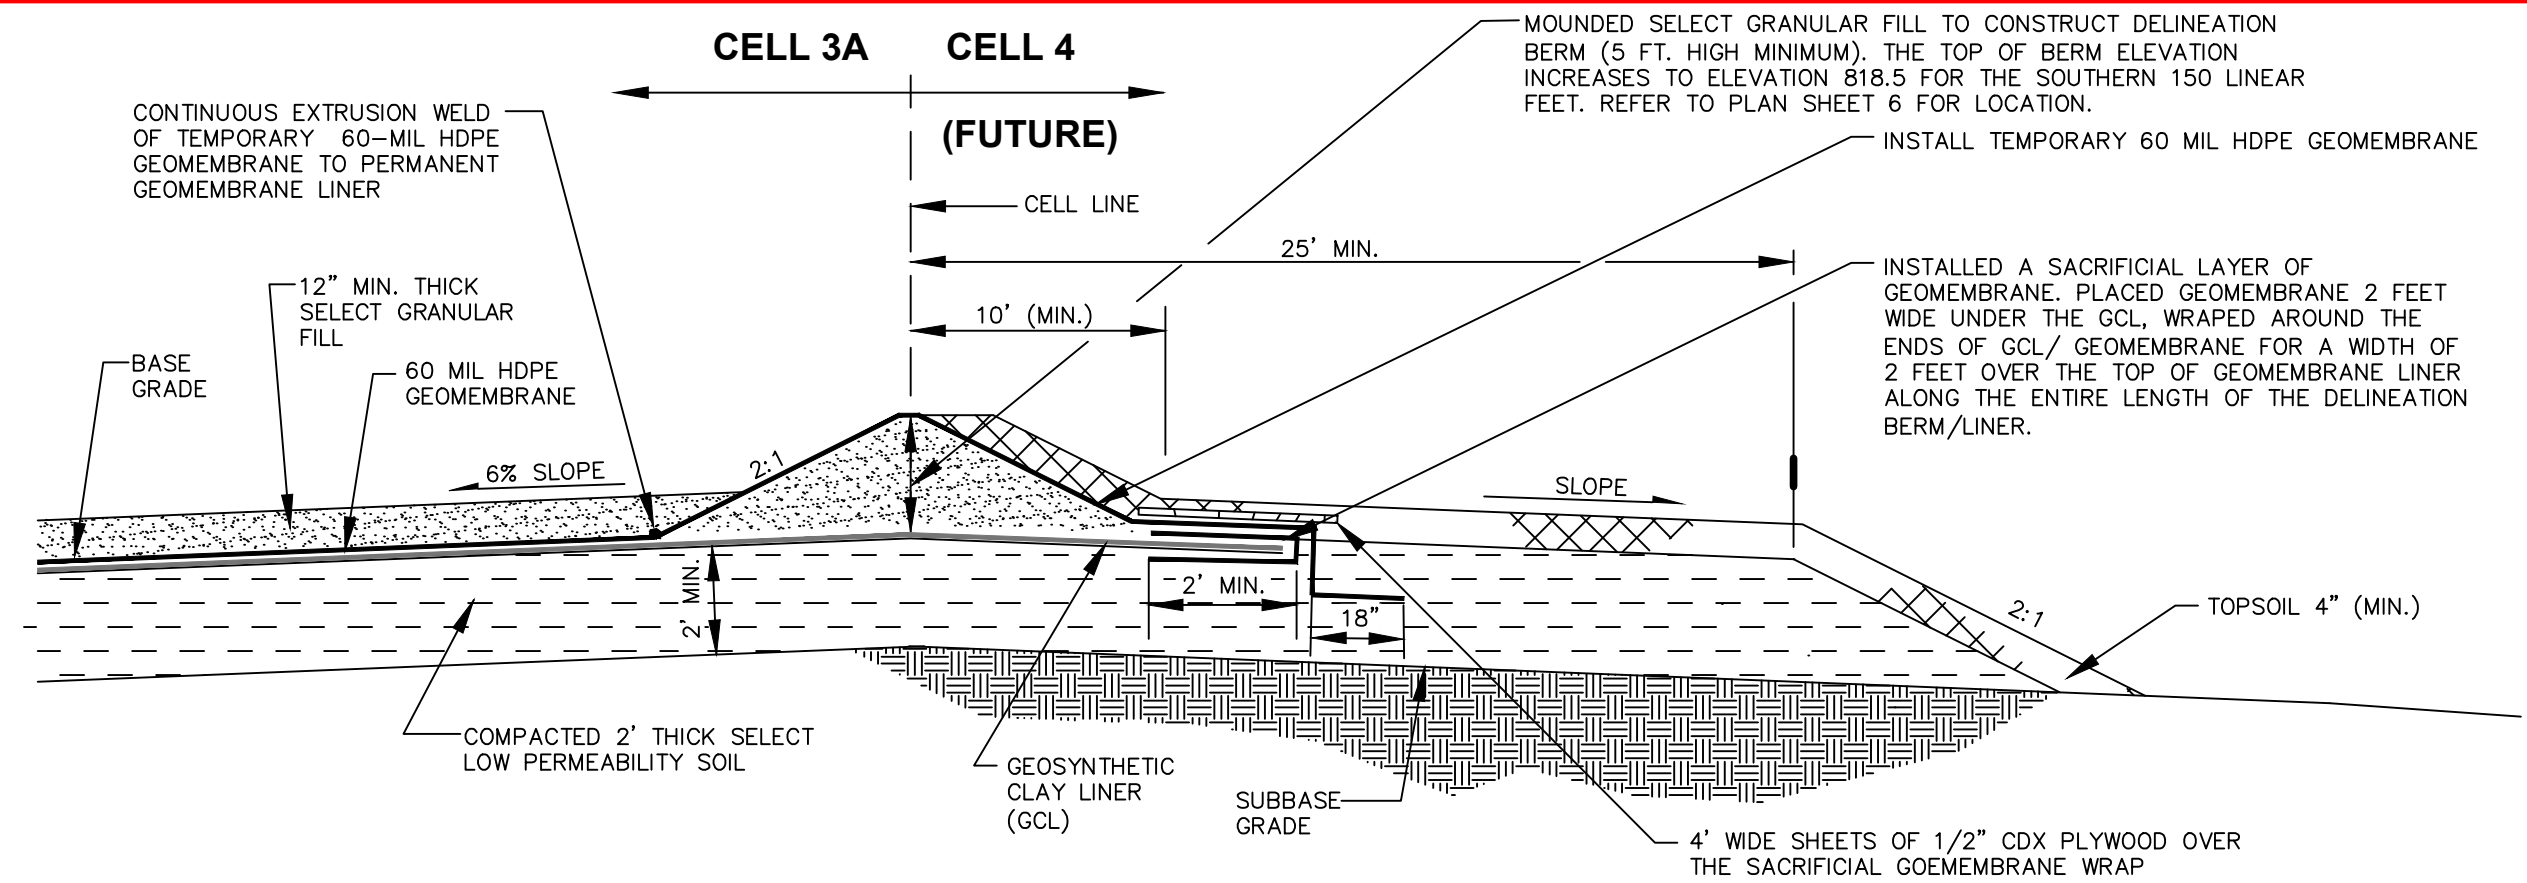 CELL 3A
CELL 4
(FUTURE)
MOUNDED SELECT GRANULAR FILL TO CONSTRUCT DELINEATION
BERM (5 FT. HIGH MINIMUM). THE TOP OF BERM ELEVATION
INCREASES TO ELEVATION 818.5 FOR THE SOUTHERN 150 LINEAR
FEET. REFER TO PLAN SHEET 6 FOR LOCATION.
CONTINUOUS EXTRUSION WELD
OF TEMPORARY 60-MIL HDPE
GEOMEMBRANE TO PERMANENT
GEOMEMBRANE LINER
INSTALL TEMPORARY 60 MIL HDPE GEOMEMBRANE
CELL LINE
25' MIN.
INSTALLED A SACRIFICIAL LAYER OF
GEOMEMBRANE. PLACED GEOMEMBRANE 2 FEET
WIDE UNDER THE GCL, WRAPED AROUND THE
ENDS OF GCL/ GEOMEMBRANE FOR A WIDTH OF
2 FEET OVER THE TOP OF GEOMEMBRANE LINER
ALONG THE ENTIRE LENGTH OF THE DELINEATION
BERM/LINER.
12" MIN. THICK
SELECT GRANULAR
FILL
10' (MIN.)
BASE
GRADE
60 MIL HDPE
GEOMEMBRANE
6% SLOPE
2:1
SLOPE
2' MIN.
2' MIN.
18"
2:1
TOPSOIL 4" (MIN.)
COMPACTED 2' THICK SELECT
LOW PERMEABILITY SOIL
GEOSYNTHETIC
CLAY LINER
(GCL)
SUBBASE
GRADE
4' WIDE SHEETS OF 1/2" CDX PLYWOOD OVER
THE SACRIFICIAL GOEMEMBRANE WRAP